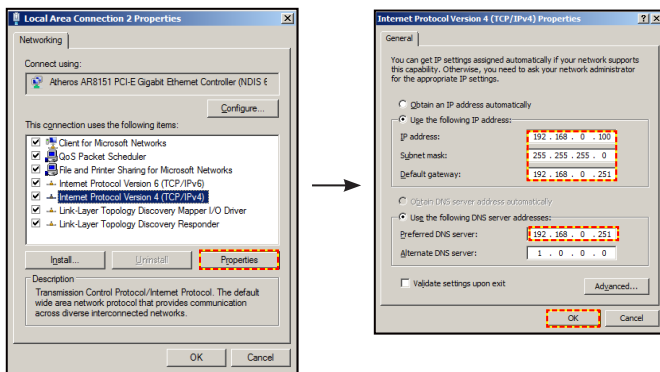 Local Area Connection 2 Properties
Networking
Connect using:
Atheros AR8151 PCI-E Gigabit Ethernet Controller (NDIS 6
Configure...
This connection uses the following items:
Client for Microsoft Networks
QoS Packet Scheduler
File and Printer Sharing for Microsoft Networks
Internet Protocol Version 6 (TCP/IPv6)
Internet Protocol Version 4 (TCP/IPv4)
Link-Layer Topology Discovery Mapper I/O Driver
Link-Layer Topology Discovery Responder
Install... Uninstall Properties
Description
Transmission Control Protocol/Internet Protocol. The default
wide area network protocol that provides communication
across diverse interconnected networks.
OK Cancel
Internet Protocol Version 4 (TCP/IPv4) Properties
General
You can get IP settings assigned automatically if your network supports
this capability. Otherwise, you need to ask your network administrator
for the appropriate IP settings.
Obtain an IP address automatically
Use the following IP address:
IP address: 192 . 168 . 0 . 100
Subnet mask: 255 . 255 . 255 . 0
Default gateway: 192 . 168 . 0 . 251
Obtain DNS server address automatically
Use the following DNS server addresses:
Preferred DNS server: 192 . 168 . 0 . 251
Alternate DNS server: 1 . 0 . 0 . 0
Validate settings upon exit
Advanced...
OK Cancel